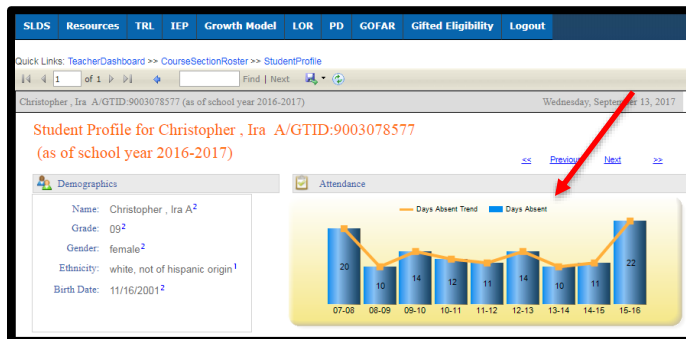 SLDS Resources TRL IEP Growth Model LOR PD GOFAR Gifted Eligibility Logout
Quick Links: TeacherDashboard >> CourseSectionRoster >> StudentProfile
1 of 1 Find | Next
Christopher , Ira A/GTID:9003078577 (as of school year 2016-2017) Wednesday, September 13, 2017
Student Profile for Christopher , Ira A/GTID:9003078577
(as of school year 2016-2017)
<< Previous Next >>
Demographics
Name: Christopher , Ira A2
Grade: 092
Gender: female2
Ethnicity: white, not of hispanic origin1
Birth Date: 11/16/20012
Attendance
Days Absent Trend Days Absent
20 10 14 12 11 14 10 11 22
07-08 08-09 09-10 10-11 11-12 12-13 13-14 14-15 15-16